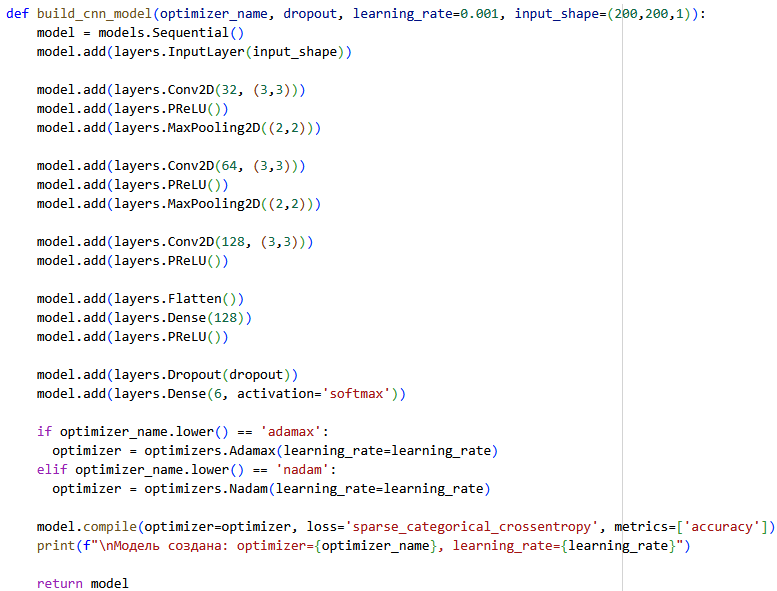 def build_cnn_model(optimizer_name, dropout, learning_rate=0.001, input_shape=(200,200,1)):
    model = models.Sequential()
    model.add(layers.InputLayer(input_shape))

    model.add(layers.Conv2D(32, (3,3)))
    model.add(layers.PReLU())
    model.add(layers.MaxPooling2D((2,2)))

    model.add(layers.Conv2D(64, (3,3)))
    model.add(layers.PReLU())
    model.add(layers.MaxPooling2D((2,2)))

    model.add(layers.Conv2D(128, (3,3)))
    model.add(layers.PReLU())

    model.add(layers.Flatten())
    model.add(layers.Dense(128))
    model.add(layers.PReLU())

    model.add(layers.Dropout(dropout))
    model.add(layers.Dense(6, activation='softmax'))

    if optimizer_name.lower() == 'adamax':
      optimizer = optimizers.Adamax(learning_rate=learning_rate)
    elif optimizer_name.lower() == 'nadam':
      optimizer = optimizers.Nadam(learning_rate=learning_rate)

    model.compile(optimizer=optimizer, loss='sparse_categorical_crossentropy', metrics=['accuracy'])
    print(f"\nМодель создана: optimizer={optimizer_name}, learning_rate={learning_rate}")

    return model